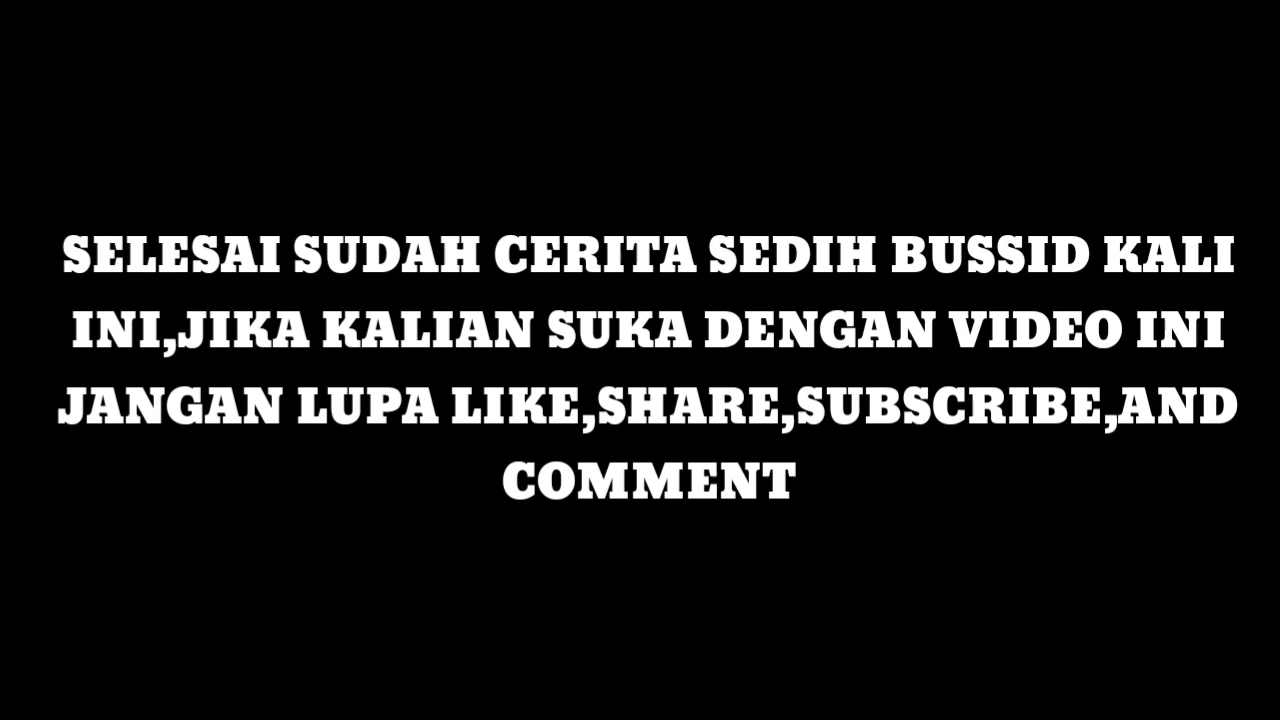 SELESAI SUDAH CERITA SEDIH BUSSID KALI
INI,JIKA KALIAN SUKA DENGAN VIDEO INI
JANGAN LUPA LIKE,SHARE,SUBSCRIBE,AND
COMMENT